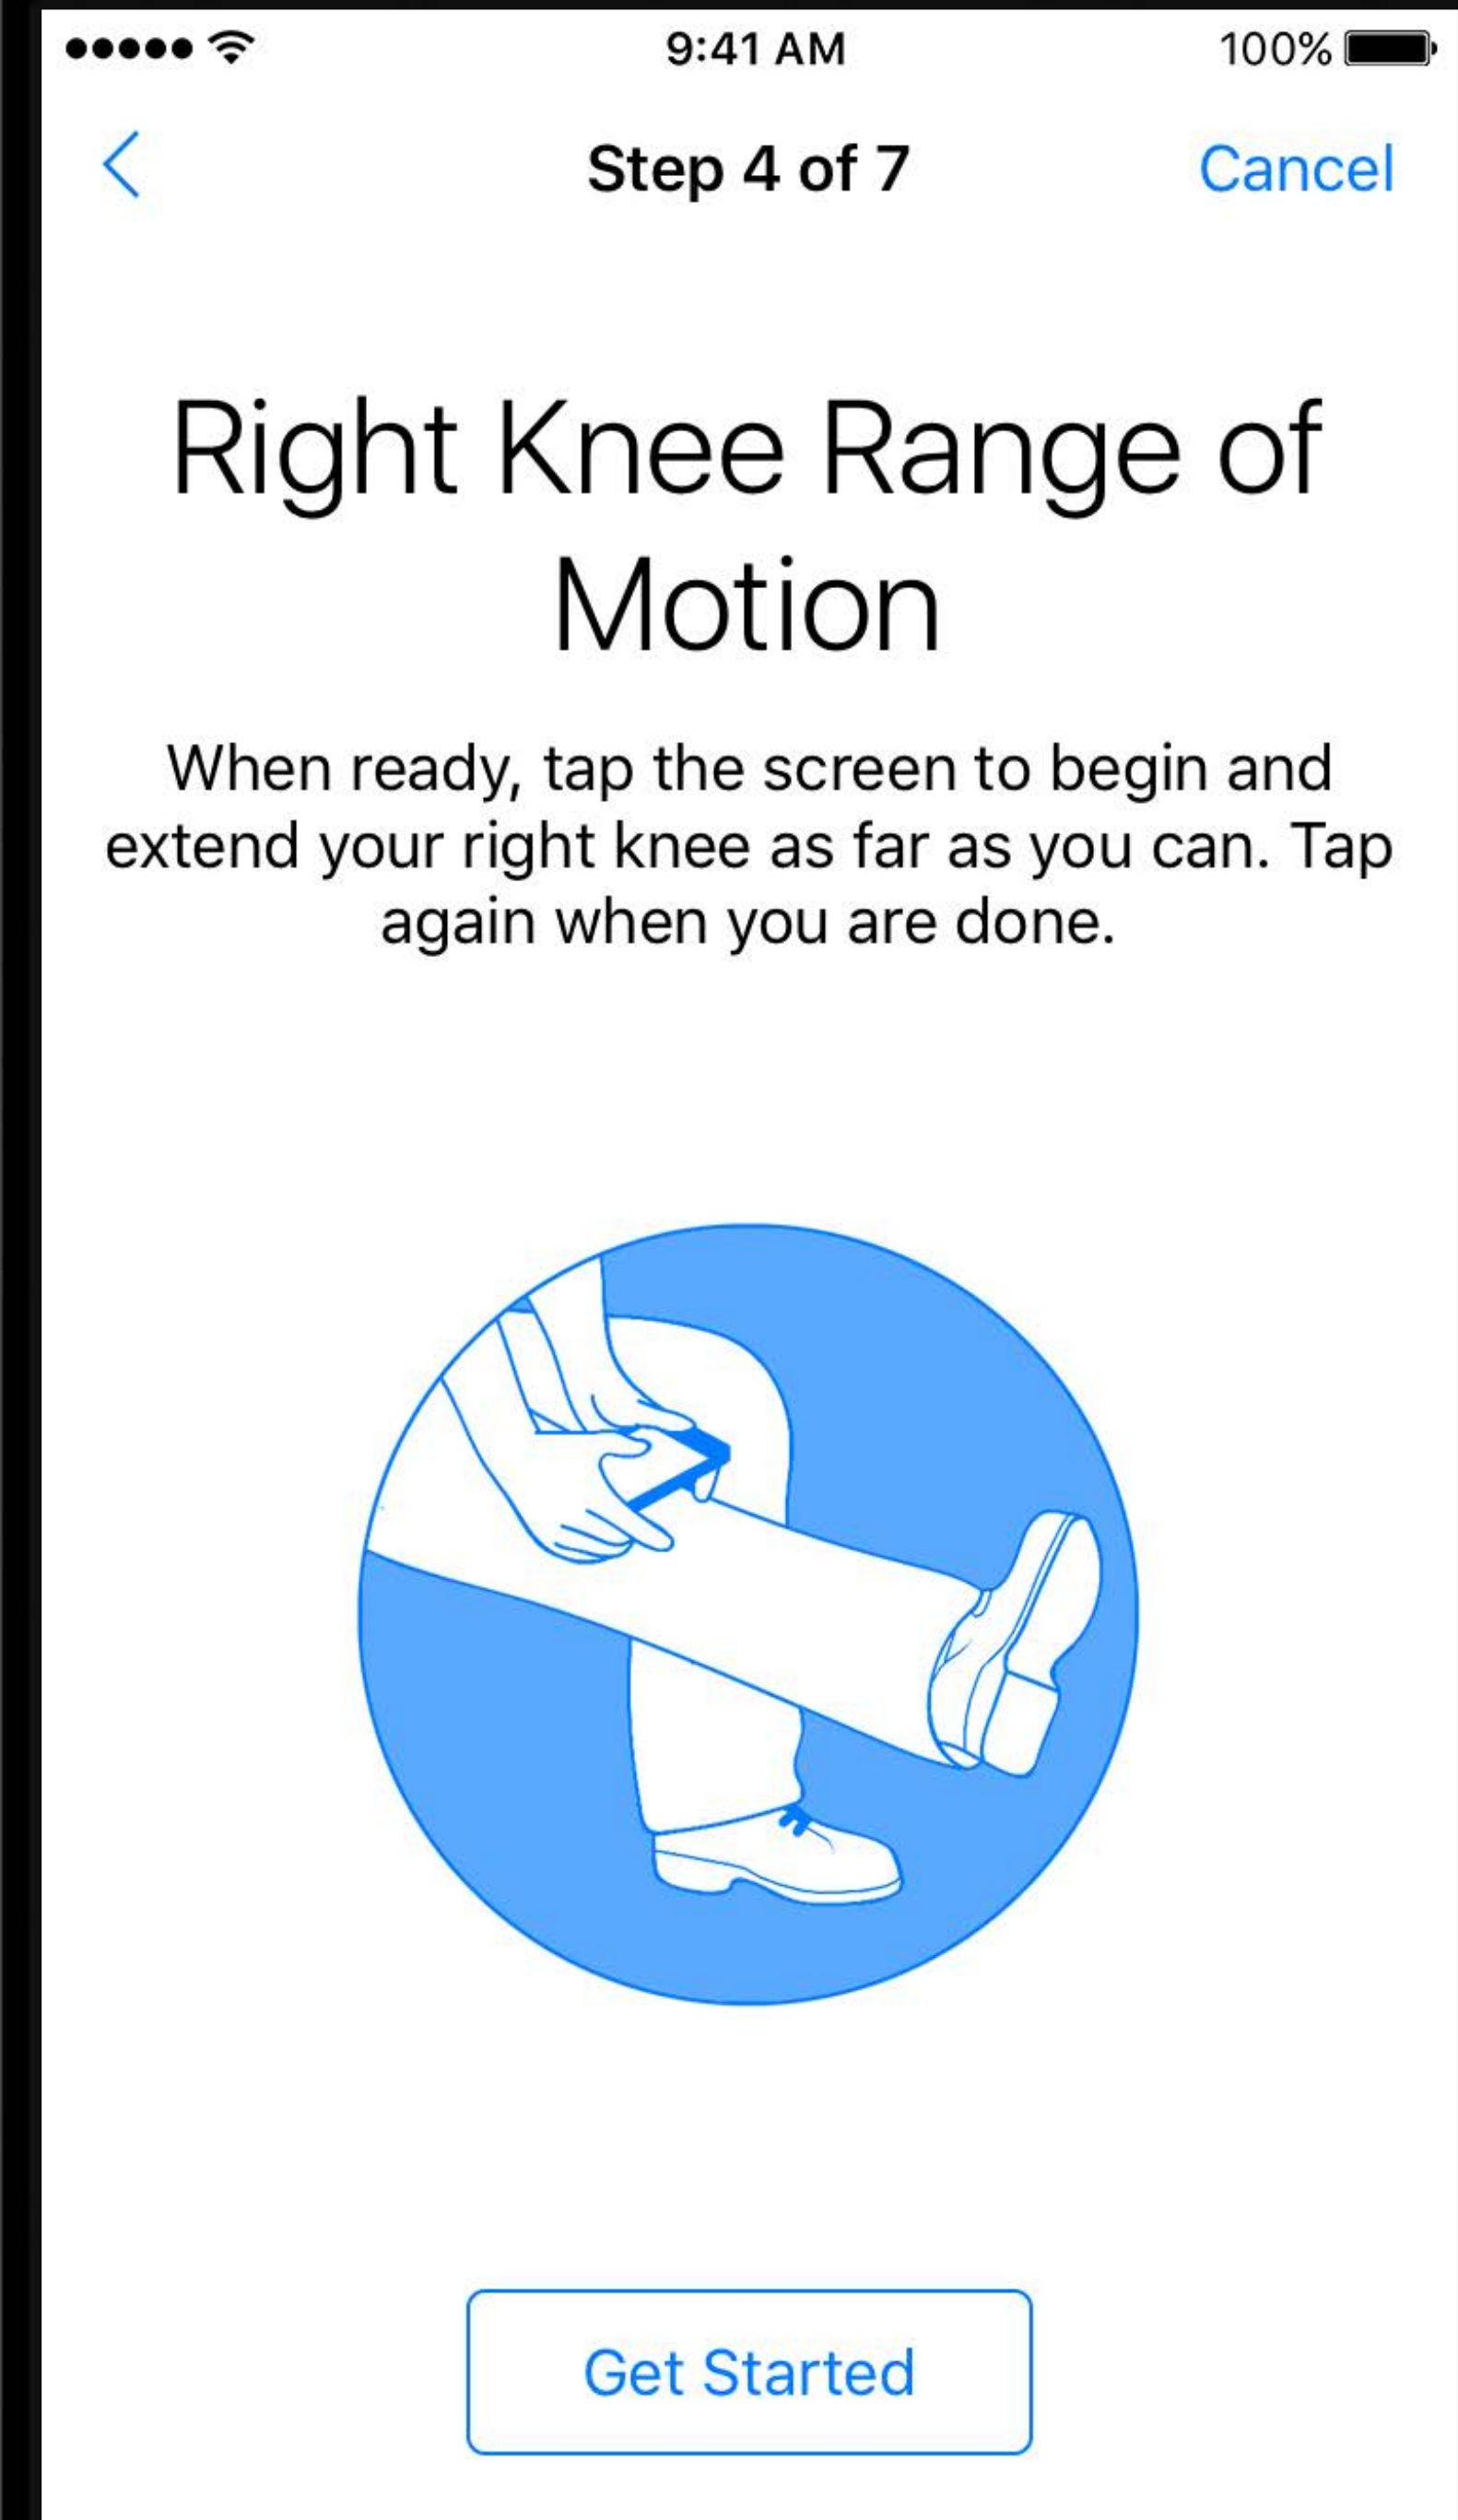 9:41 AM
100%
Step 4 of 7
Cancel
Right Knee Range of
Motion
When ready, tap the screen to begin and
extend your right knee as far as you can. Tap
again when you are done.
Get Started